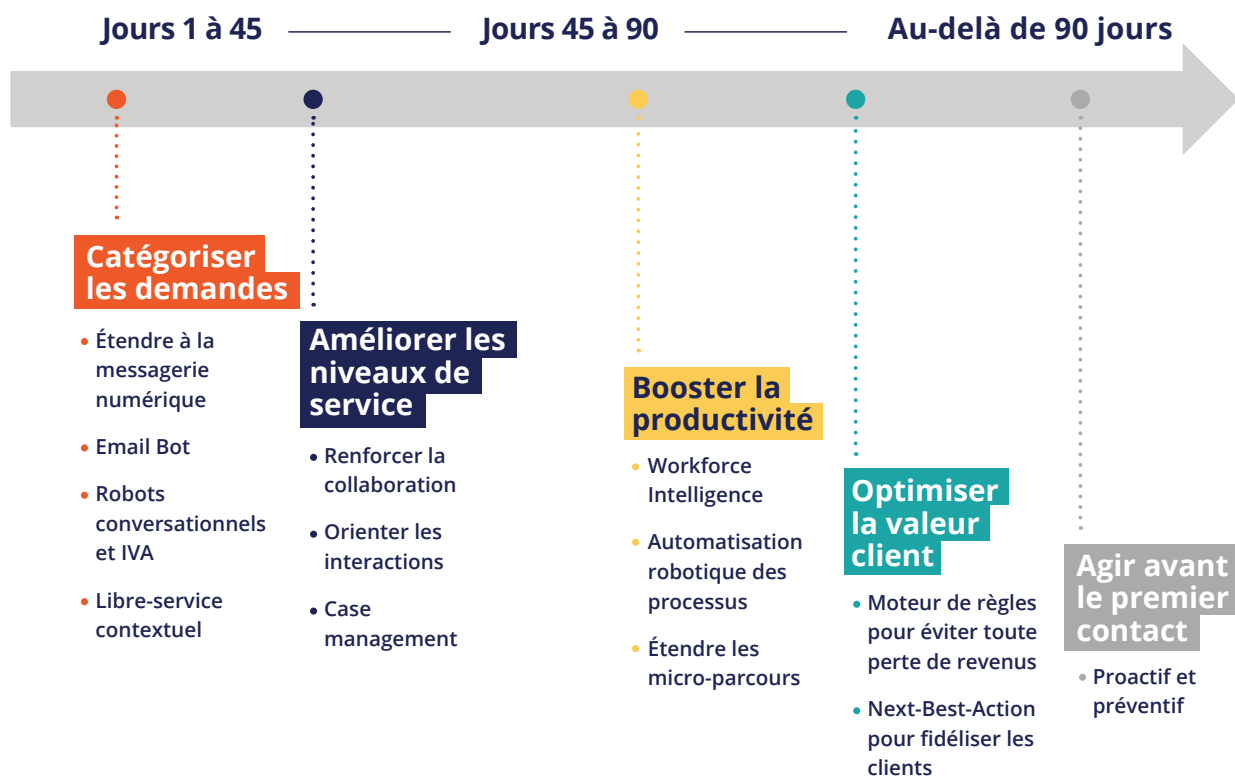 Jours 1 à 45
Jours 45 à 90
Au-delà de 90 jours
Catégoriser
les demandes
• Étendre à la
messagerie
numérique
• Email Bot
• Robots
conversationnels
et IVA
• Libre-service
contextuel
Améliorer les
niveaux de
service
• Renforcer la
collaboration
• Orienter les
interactions
• Case
management
Booster la
productivité
• Workforce
Intelligence
• Automatisation
robotique des
processus
• Étendre les
micro-parcours
Optimiser
la valeur
client
• Moteur de règles
pour éviter toute
perte de revenus
• Next-Best-Action
pour fidéliser les
clients
Agir avant
le premier
contact
• Proactif et
préventif